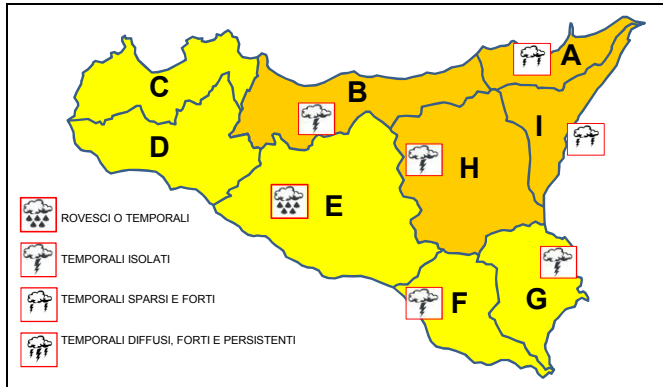 A
B
C
I
D
H
E
ROVESCI O TEMPORALI
TEMPORALI ISOLATI
F
G
TEMPORALI SPARSI E FORTI
TEMPORALI DIFFUSI, FORTI E PERSISTENTI